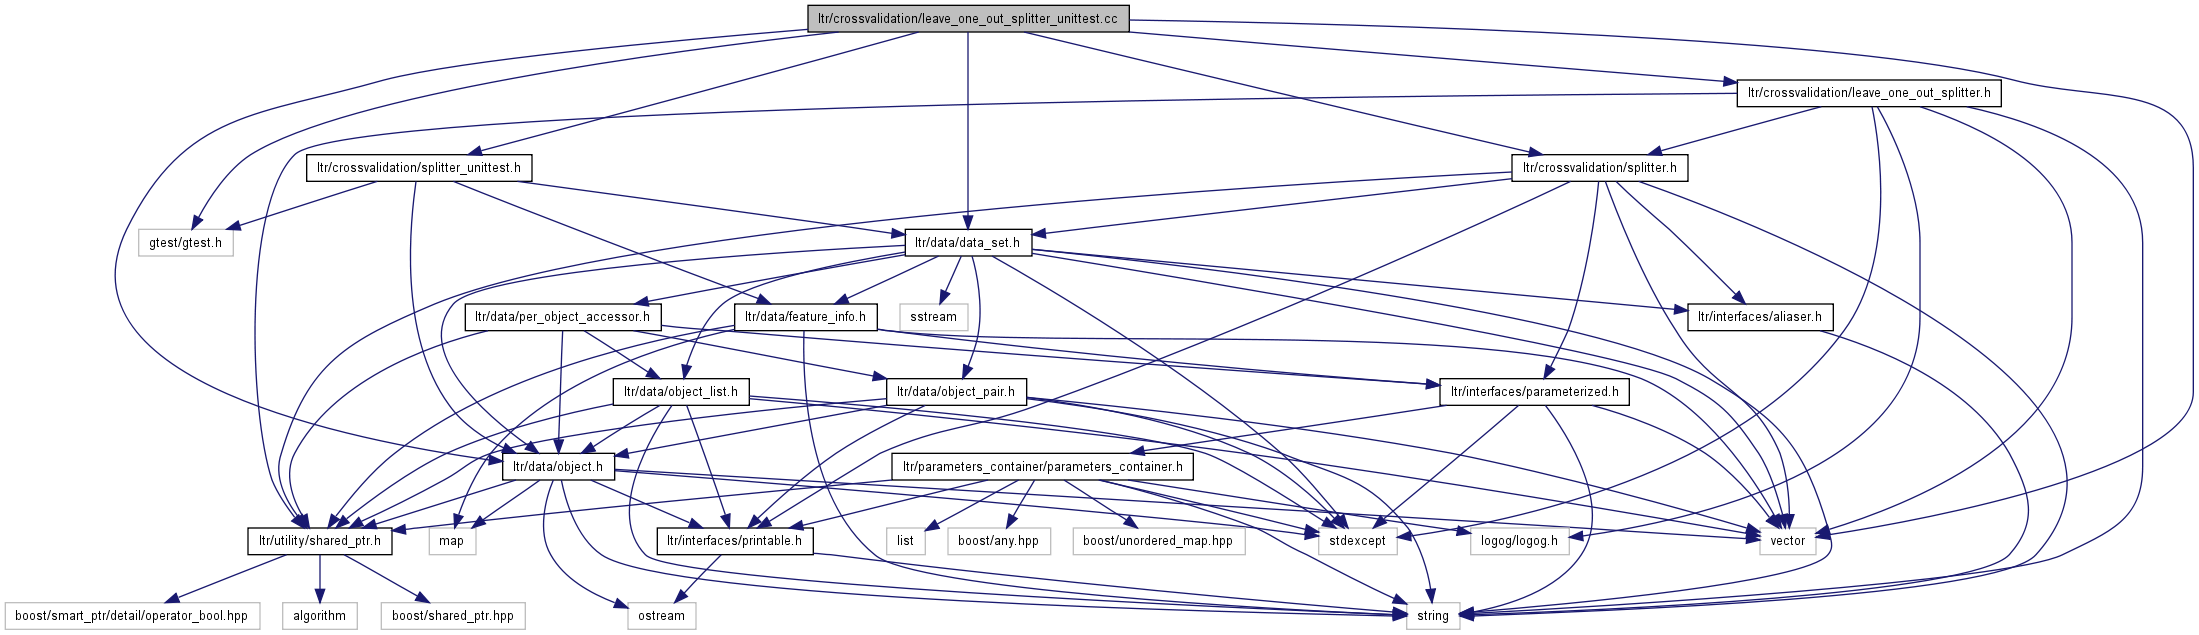 ltr/crossvalidation/leave_one_out_splitter_unittest.cc
ltr/crossvalidation/leave_one_out_splitter.h
ltr/crossvalidation/splitter_unittest.h
ltr/crossvalidation/splitter.h
gtest/gtest.h
ltr/data/data_set.h
ltr/data/per_object_accessor.h
ltr/data/feature_info.h
sstream
ltr/interfaces/aliaser.h
ltr/data/object_list.h
ltr/data/object_pair.h
ltr/interfaces/parameterized.h
ltr/data/object.h
ltr/parameters_container/parameters_container.h
ltr/utility/shared_ptr.h
map
ltr/interfaces/printable.h
list
boost/any.hpp
boost/unordered_map.hpp
stdexcept
logog/logog.h
vector
boost/smart_ptr/detail/operator_bool.hpp
algorithm
boost/shared_ptr.hpp
ostream
string